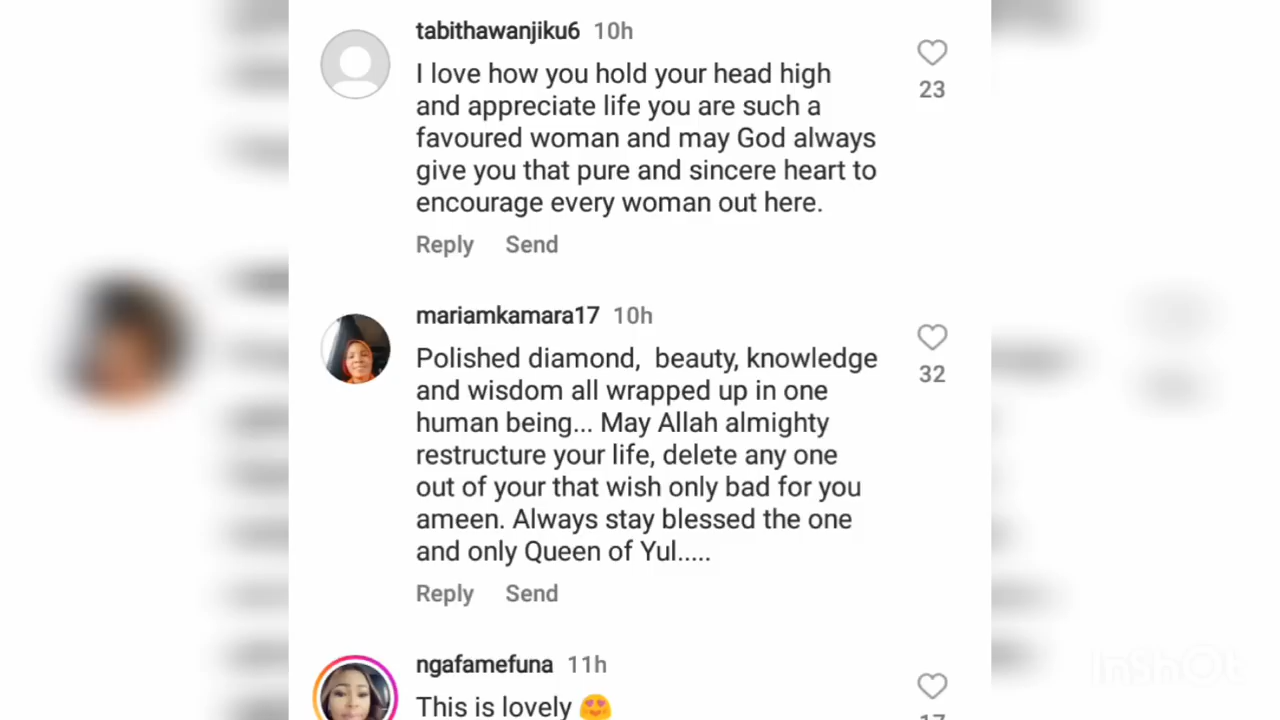 tabithawanjiku6 10h
I love how you hold your head high
and appreciate life you are such a
favoured woman and may God always
give you that pure and sincere heart to
encourage every woman out here.
23
Reply Send
mariamkamara17 10h
Polished diamond,  beauty, knowledge
and wisdom all wrapped up in one
human being... May Allah almighty
restructure your life, delete any one
out of your that wish only bad for you
ameen. Always stay blessed the one
and only Queen of Yul.....
32
Reply Send
ngafamefuna 11h
This is lovely 😍
17
InShOt